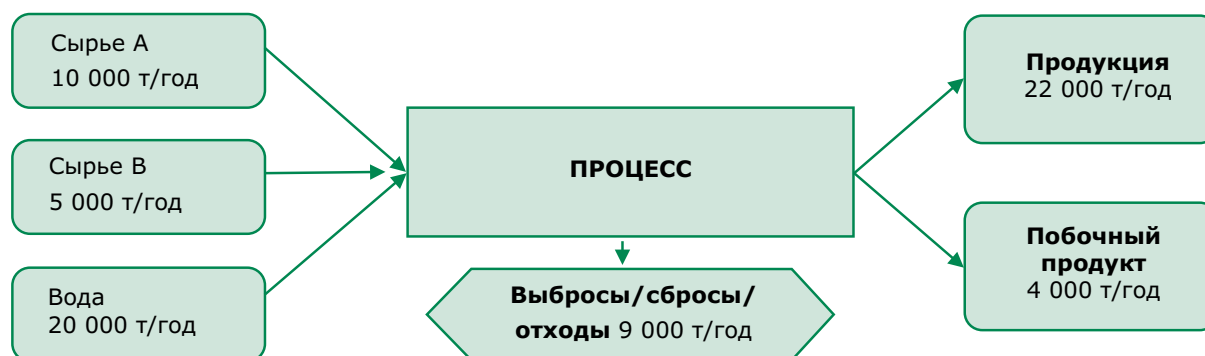 Сырье А
10 000 т/год
Сырье В
5 000 т/год
Вода
20 000 т/год
ПРОЦЕСС
Выбросы/сбросы/
отходы 9 000 т/год
Продукция
22 000 т/год
Побочный
продукт
4 000 т/год